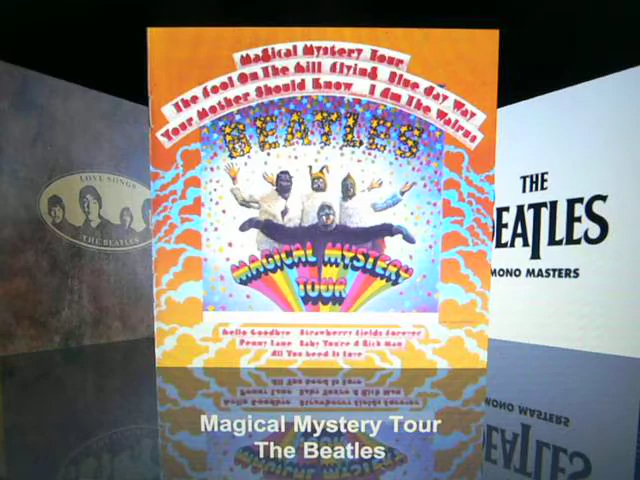 Magical Mystery Tour
The Fool On The Hill Flying Blue Jay Way
Your Mother Should Know I Am The Walrus
BEATLES
MAGICAL MYSTERY
TOUR
Hello Goodbye Strawberry Fields Forever
Penny Lane Baby You're A Rich Man
All You Need Is Love
LOVE SONGS
THE BEATLES
THE
BEATLES
MONO MASTERS
Magical Mystery Tour
The Beatles